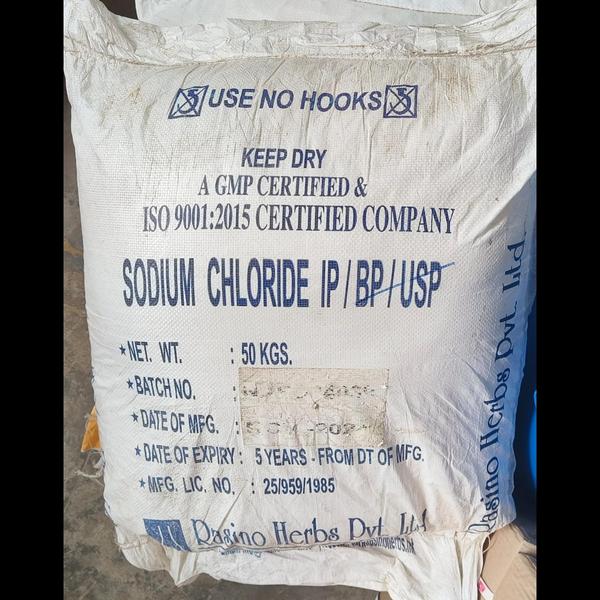 USE NO HOOKS
KEEP DRY
A GMP CERTIFIED &
ISO 9001:2015 CERTIFIED COMPANY
SODIUM CHLORIDE IP / BP / USP
★ NET. WT. : 50 KGS.
★ BATCH NO. :
★ DATE OF MFG. :
★ DATE OF EXPIRY : 5 YEARS - FROM DT OF MFG.
★ MFG. LIC. NO. : 25/959/1985
Dasino Herbs Pvt. Ltd.
Dasino Herbs Pvt. Ltd.